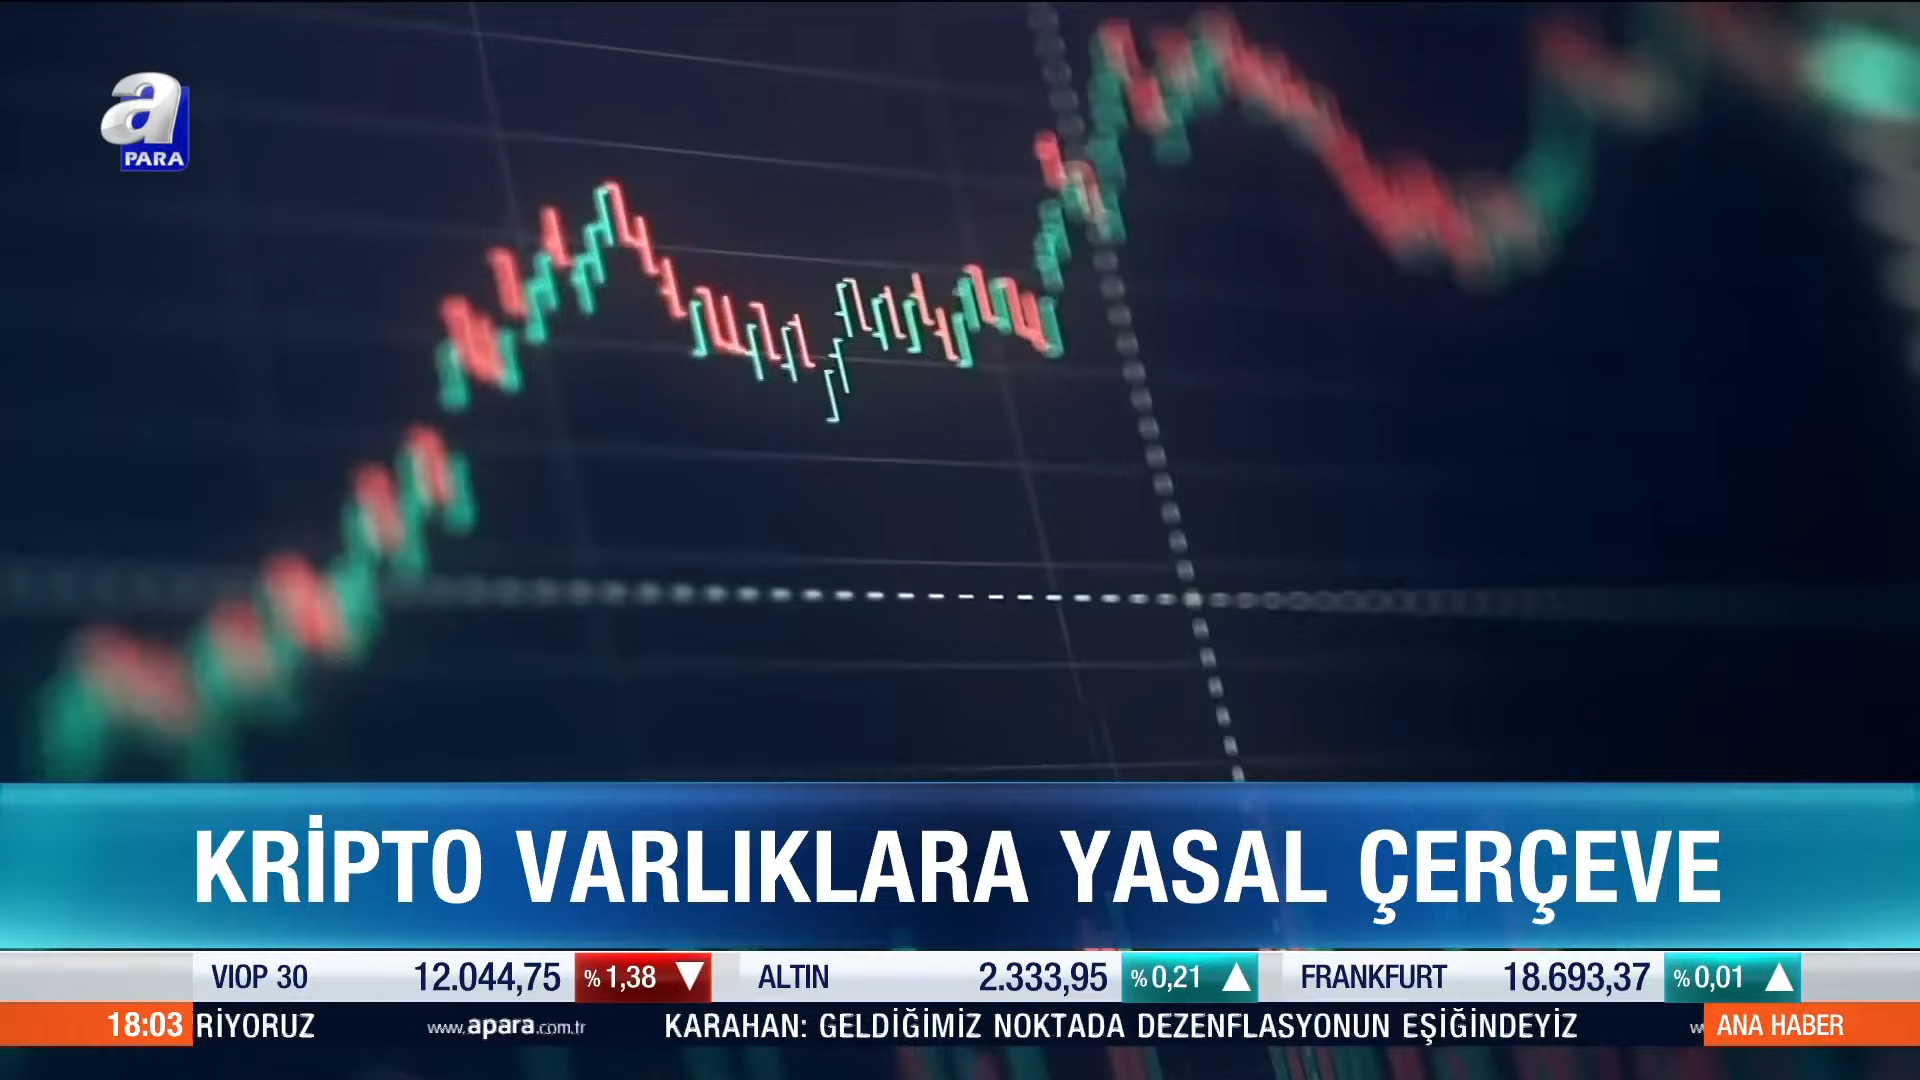 a
PARA
KRİPTO VARLIKLARA YASAL ÇERÇEVE
VIOP 30 12.044,75 %1,38 ALTIN 2.333,95 %0,21 FRANKFURT 18.693,37 %0,01
18:03 RİYORUZ www.apara.com.tr KARAHAN: GELDİĞİMİZ NOKTADA DEZENFLASYONUN EŞİĞİNDEYİZ ANA HABER